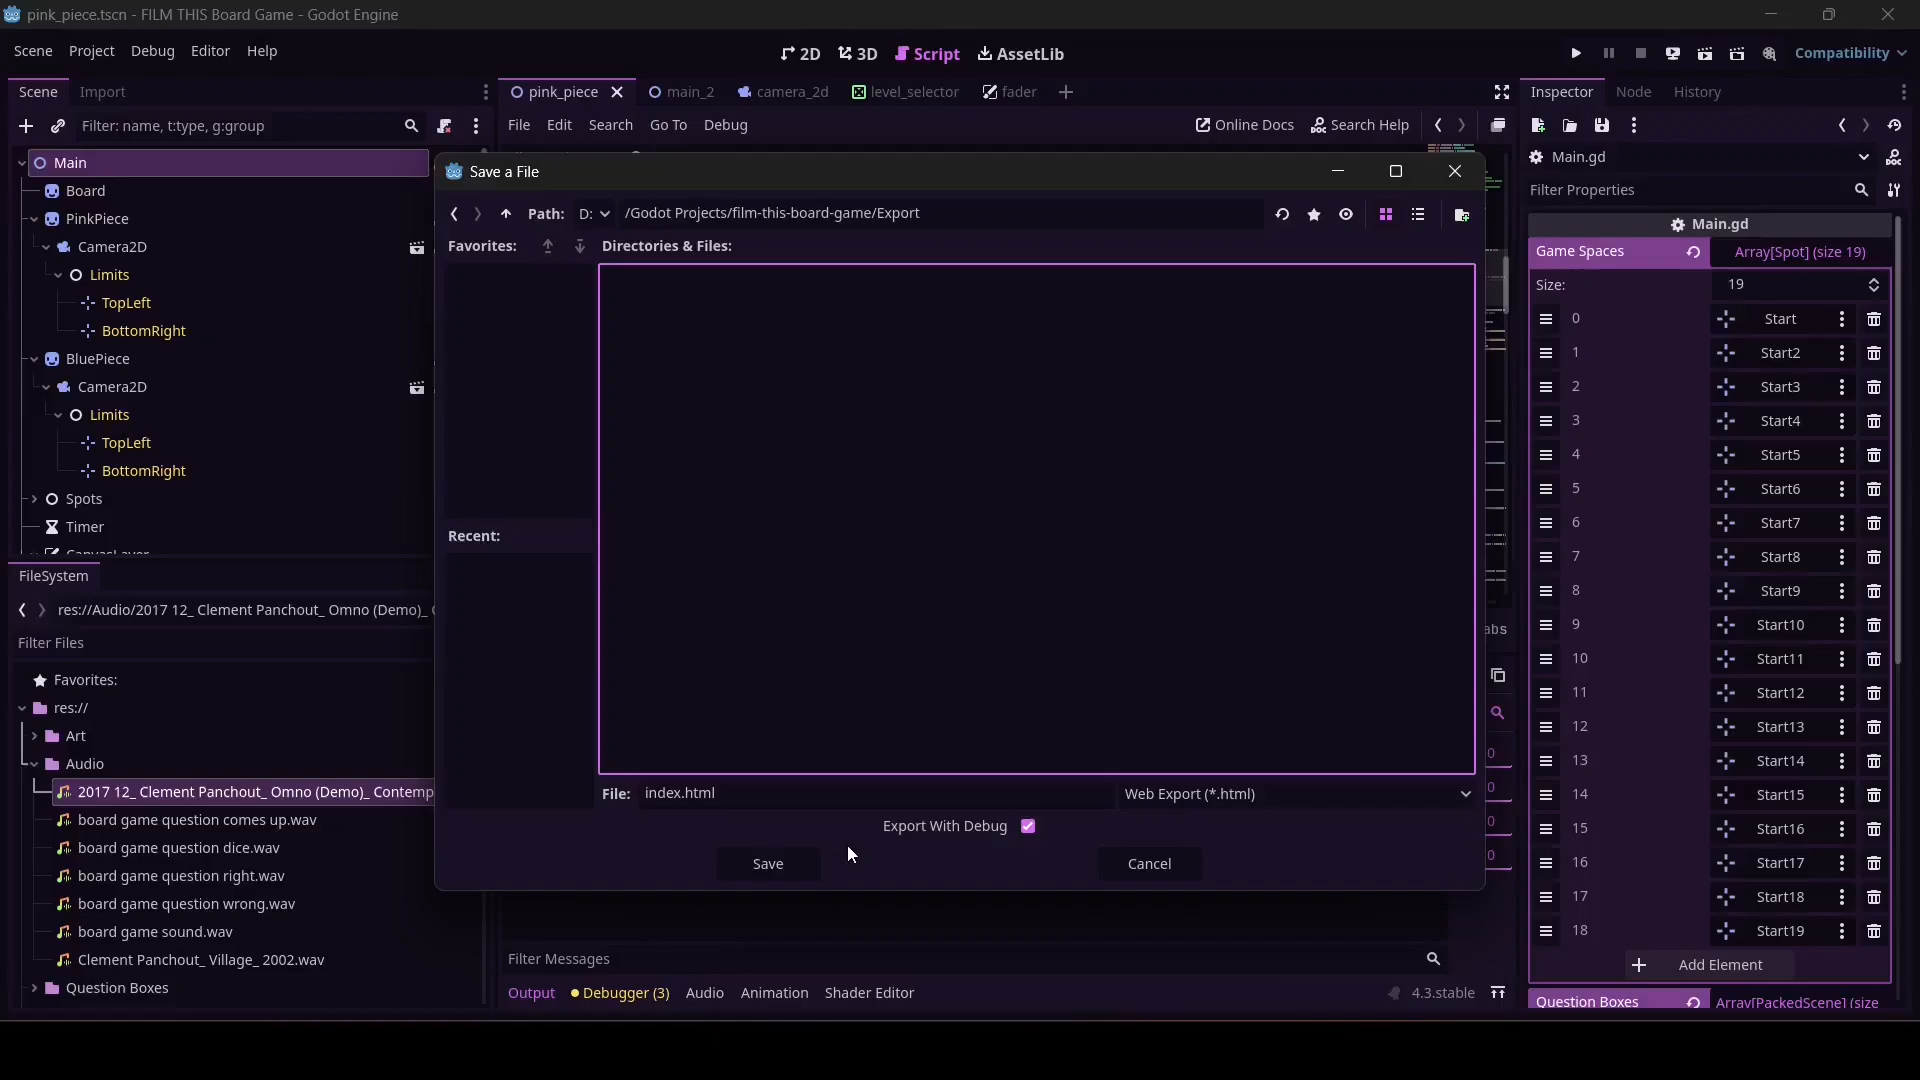 pink_piece.tscn - FILM THIS Board Game - Godot Engine
Scene Project Debug Editor Help
2D 3D Script AssetLib
Compatibility
Scene Import
Filter: name, t:type, g:group
Main
Board
PinkPiece
Camera2D
Limits
TopLeft
BottomRight
BluePiece
Camera2D
Limits
TopLeft
BottomRight
Spots
Timer
CanvasLayer
FileSystem
res://Audio/2017 12_ Clement Panchout_ Omno (Demo)_
Filter Files
Favorites:
res://
Art
Audio
2017 12_ Clement Panchout_ Omno (Demo)_ Contemp
board game question comes up.wav
board game question dice.wav
board game question right.wav
board game question wrong.wav
board game sound.wav
Clement Panchout_ Village_ 2002.wav
Question Boxes
pink_piece main_2 camera_2d level_selector fader
File Edit Search Go To Debug
Online Docs Search Help
Save a File
Path: D: /Godot Projects/film-this-board-game/Export
Favorites:
Directories & Files:
Recent:
File: index.html
Web Export (*.html)
Export With Debug
Save Cancel
abs
0
0
0
0
Filter Messages
Output Debugger (3) Audio Animation Shader Editor
4.3.stable
Inspector Node History
Main.gd
Filter Properties
Main.gd
Game Spaces Array[Spot] (size 19)
Size: 19
0 Start
1 Start2
2 Start3
3 Start4
4 Start5
5 Start6
6 Start7
7 Start8
8 Start9
9 Start10
10 Start11
11 Start12
12 Start13
13 Start14
14 Start15
15 Start16
16 Start17
17 Start18
18 Start19
Add Element
Question Boxes Array[PackedScene] (size